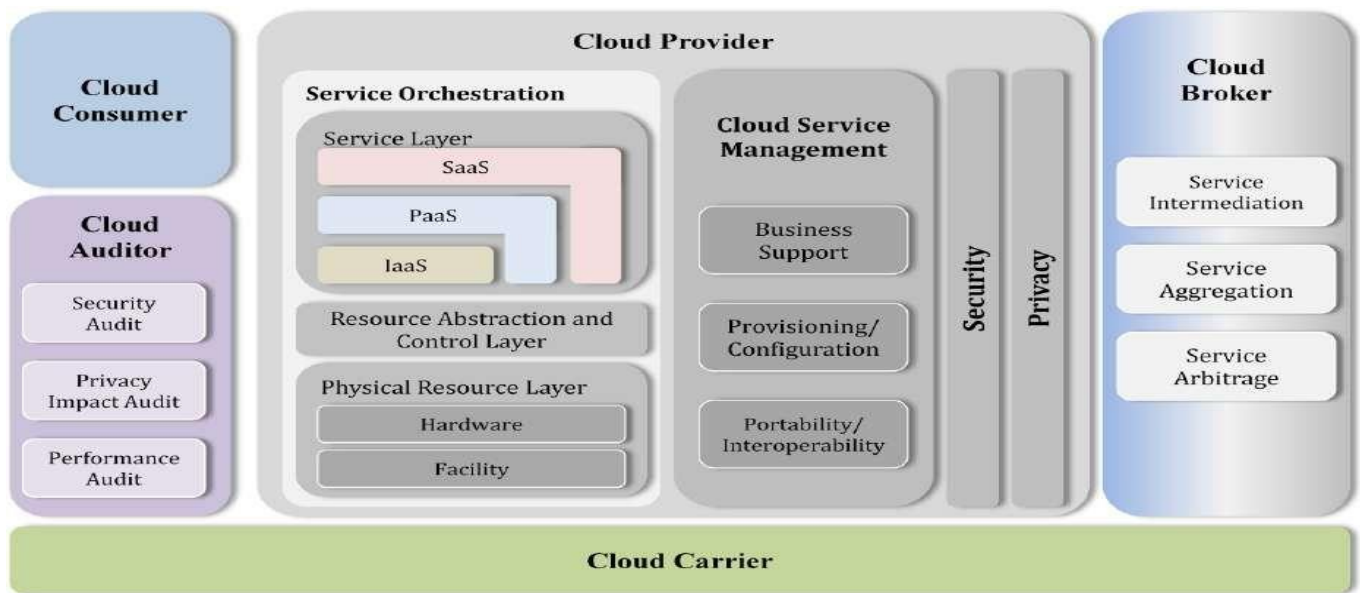 Cloud
Consumer
Cloud
Auditor
Security
Audit
Privacy
Impact Audit
Performance
Audit
Cloud Provider
Service Orchestration
Service Layer
SaaS
PaaS
IaaS
Resource Abstraction and
Control Layer
Physical Resource Layer
Hardware
Facility
Cloud Service
Management
Business
Support
Provisioning/
Configuration
Portability/
Interoperability
Security
Privacy
Cloud
Broker
Service
Intermediation
Service
Aggregation
Service
Arbitrage
Cloud Carrier